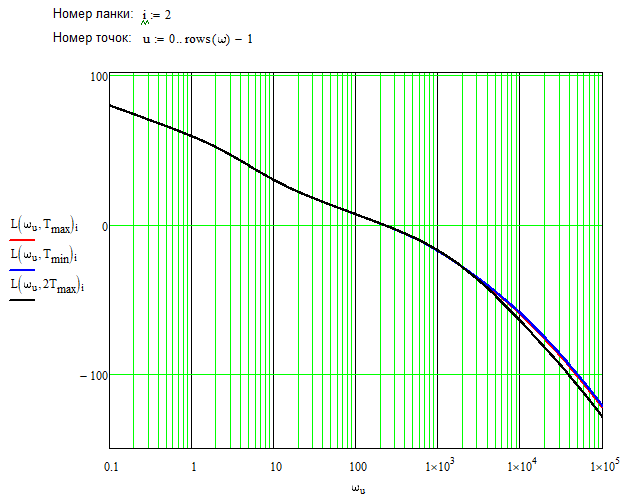 Номер ланки: i := 2
Номер точок: u := 0.. rows(ω) − 1
100
0
− 100
L(ωu, Tmax)i
L(ωu, Tmin)i
L(ωu, 2Tmax)i
0.1 1 10 100 1×10³ 1×10⁴ 1×10⁵
ωu